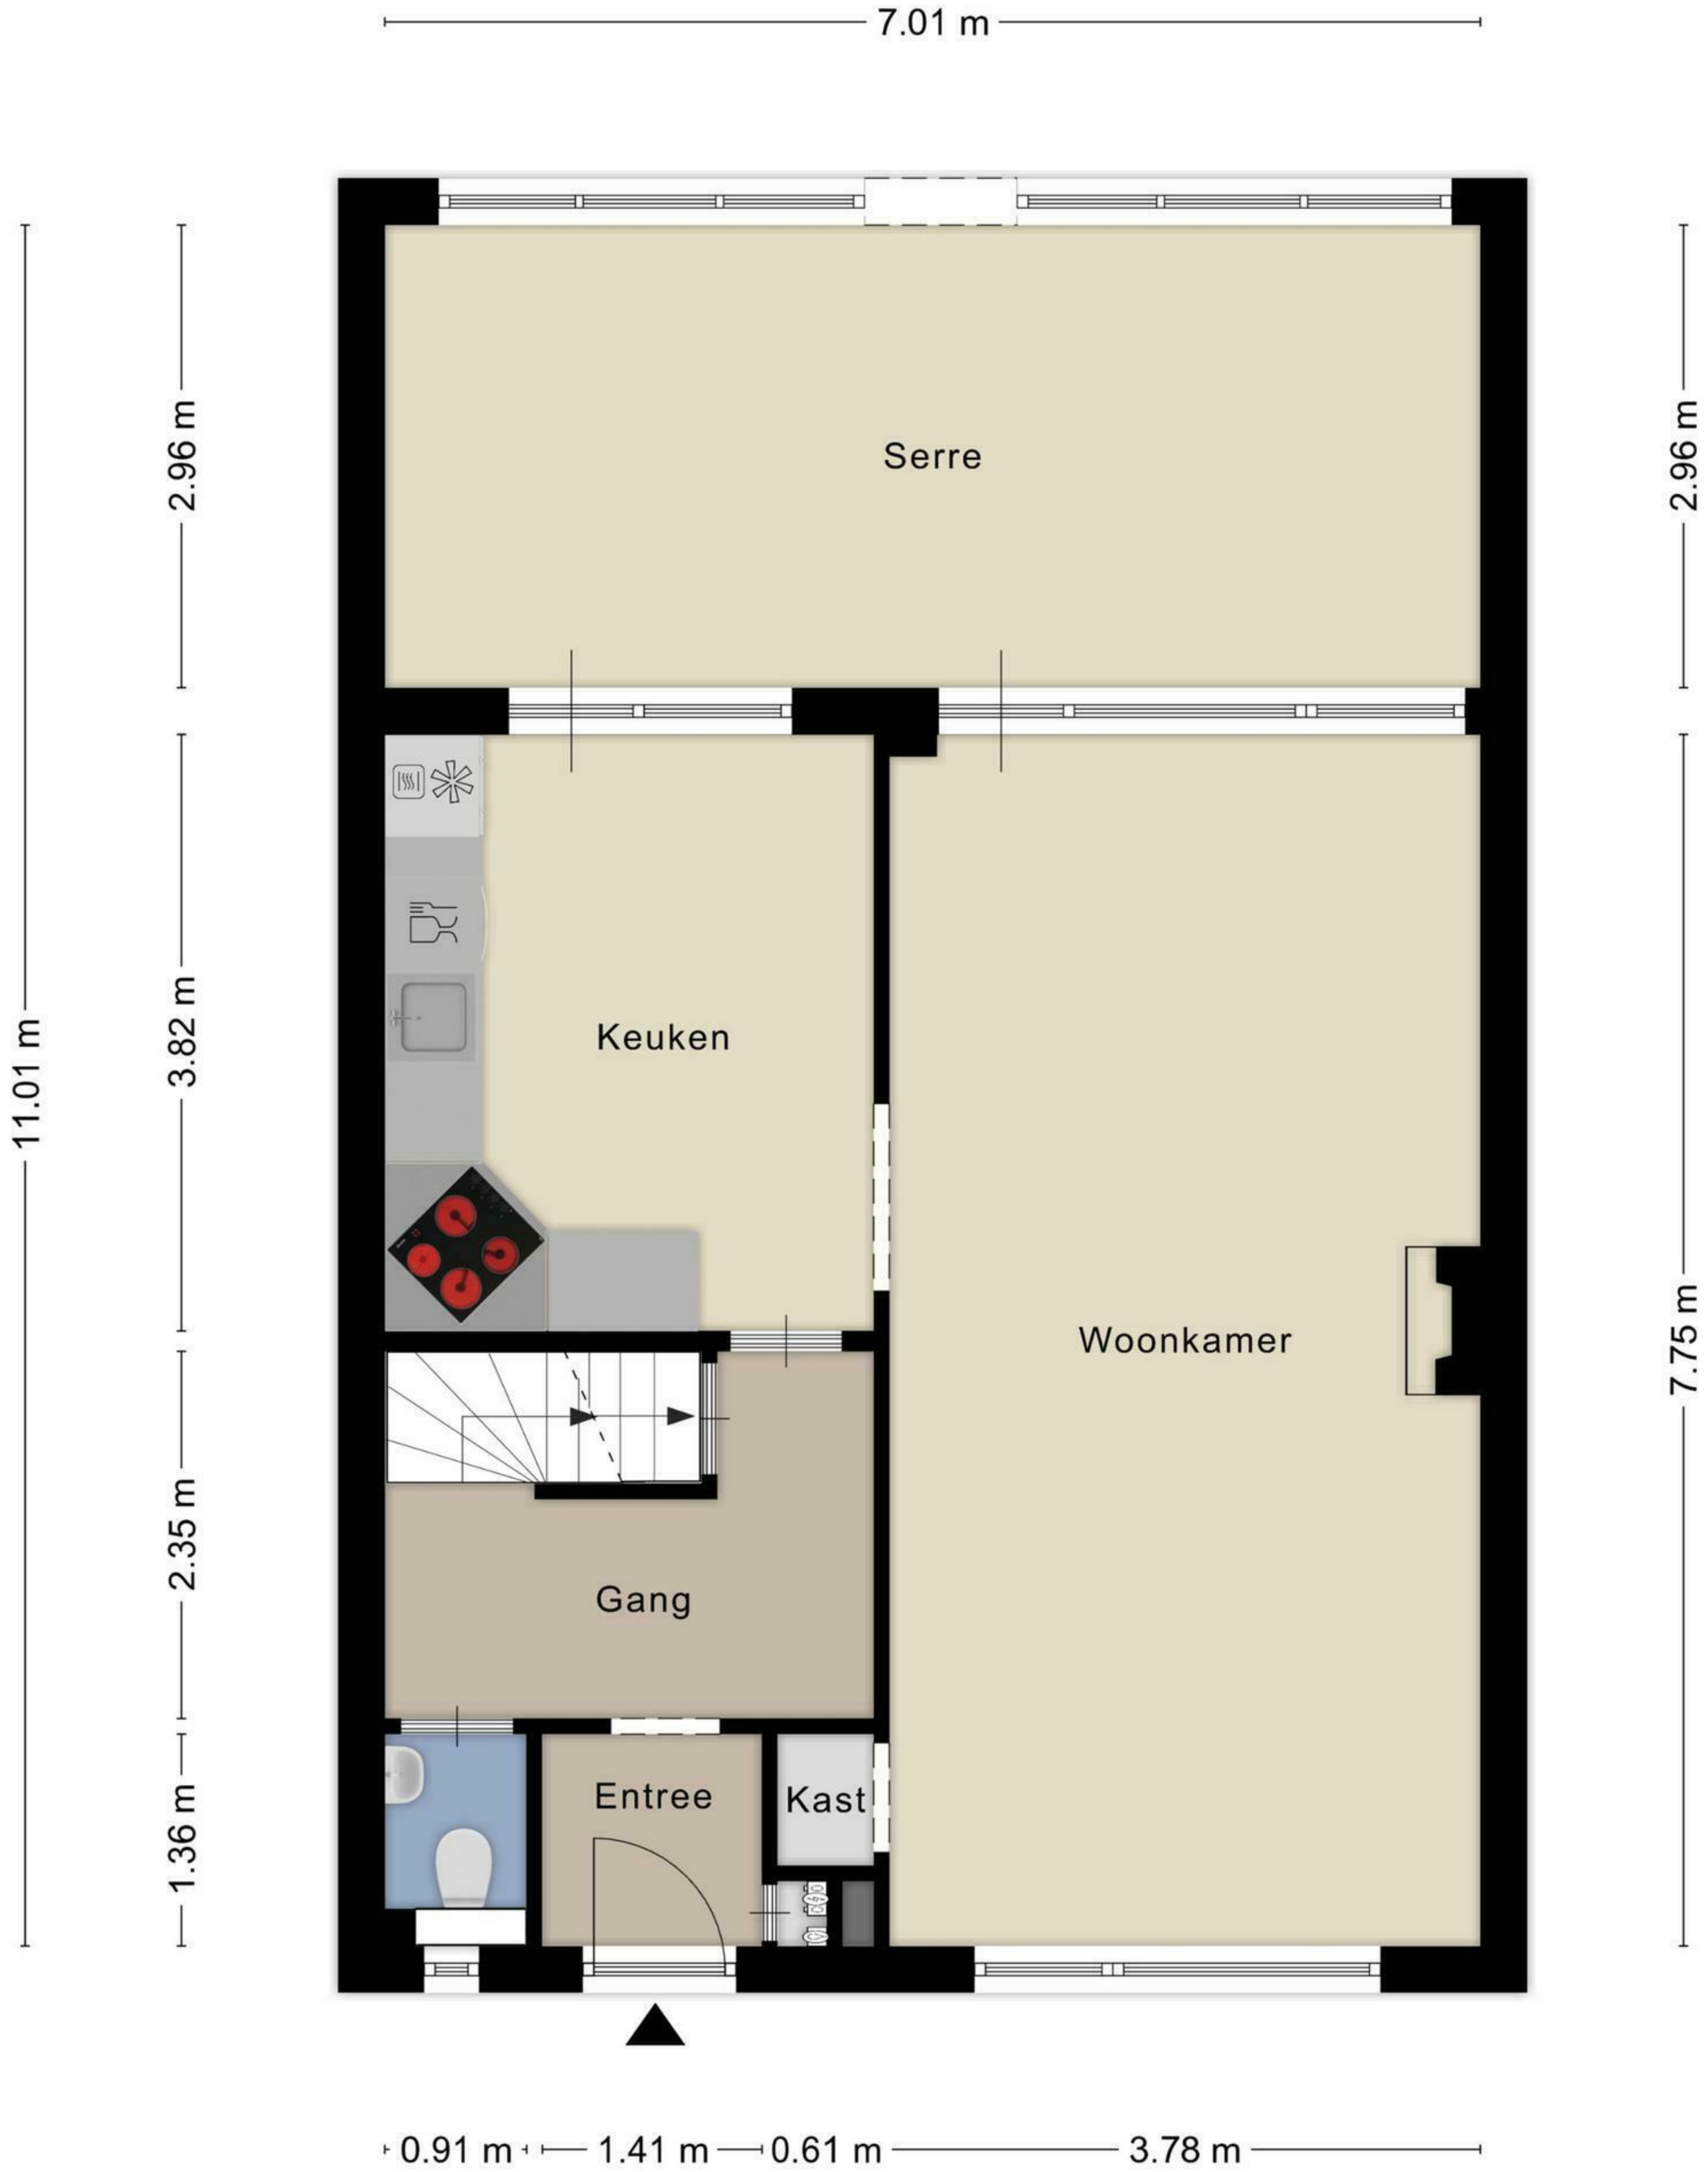 7.01 m
2.96 m
2.96 m
Serre
11.01 m
3.82 m
Keuken
7.75 m
Woonkamer
2.35 m
Gang
1.36 m
Entree
Kast
0.91 m
1.41 m
0.61 m
3.78 m